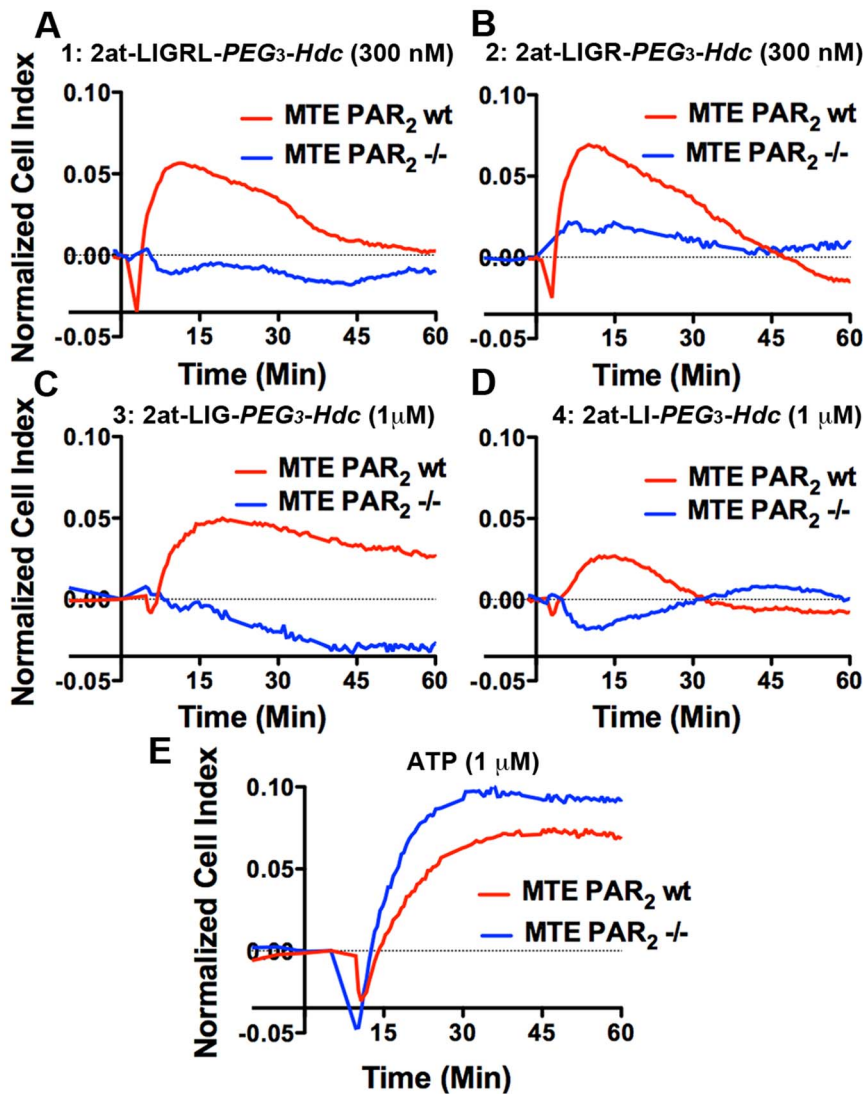 A
1: 2at-LIGRL-PEG3-Hdc (300 nM)
Normalized Cell Index
0.10
0.05
0.00
-0.05
MTE PAR2 wt
MTE PAR2 -/-
15
30
45
60
Time (Min)
B
2: 2at-LIGR-PEG3-Hdc (300 nM)
0.10
0.05
0.00
-0.05
MTE PAR2 wt
MTE PAR2 -/-
15
30
45
60
Time (Min)
C
3: 2at-LIG-PEG3-Hdc (1μM)
Normalized Cell Index
0.10
0.05
0.00
-0.05
MTE PAR2 wt
MTE PAR2 -/-
15
30
45
60
Time (Min)
D
4: 2at-LI-PEG3-Hdc (1 μM)
0.10
0.05
0.00
-0.05
MTE PAR2 wt
MTE PAR2 -/-
15
30
45
60
Time (Min)
E
ATP (1 μM)
Normalized Cell Index
0.10
0.05
0.00
-0.05
MTE PAR2 wt
MTE PAR2 -/-
15
30
45
60
Time (Min)